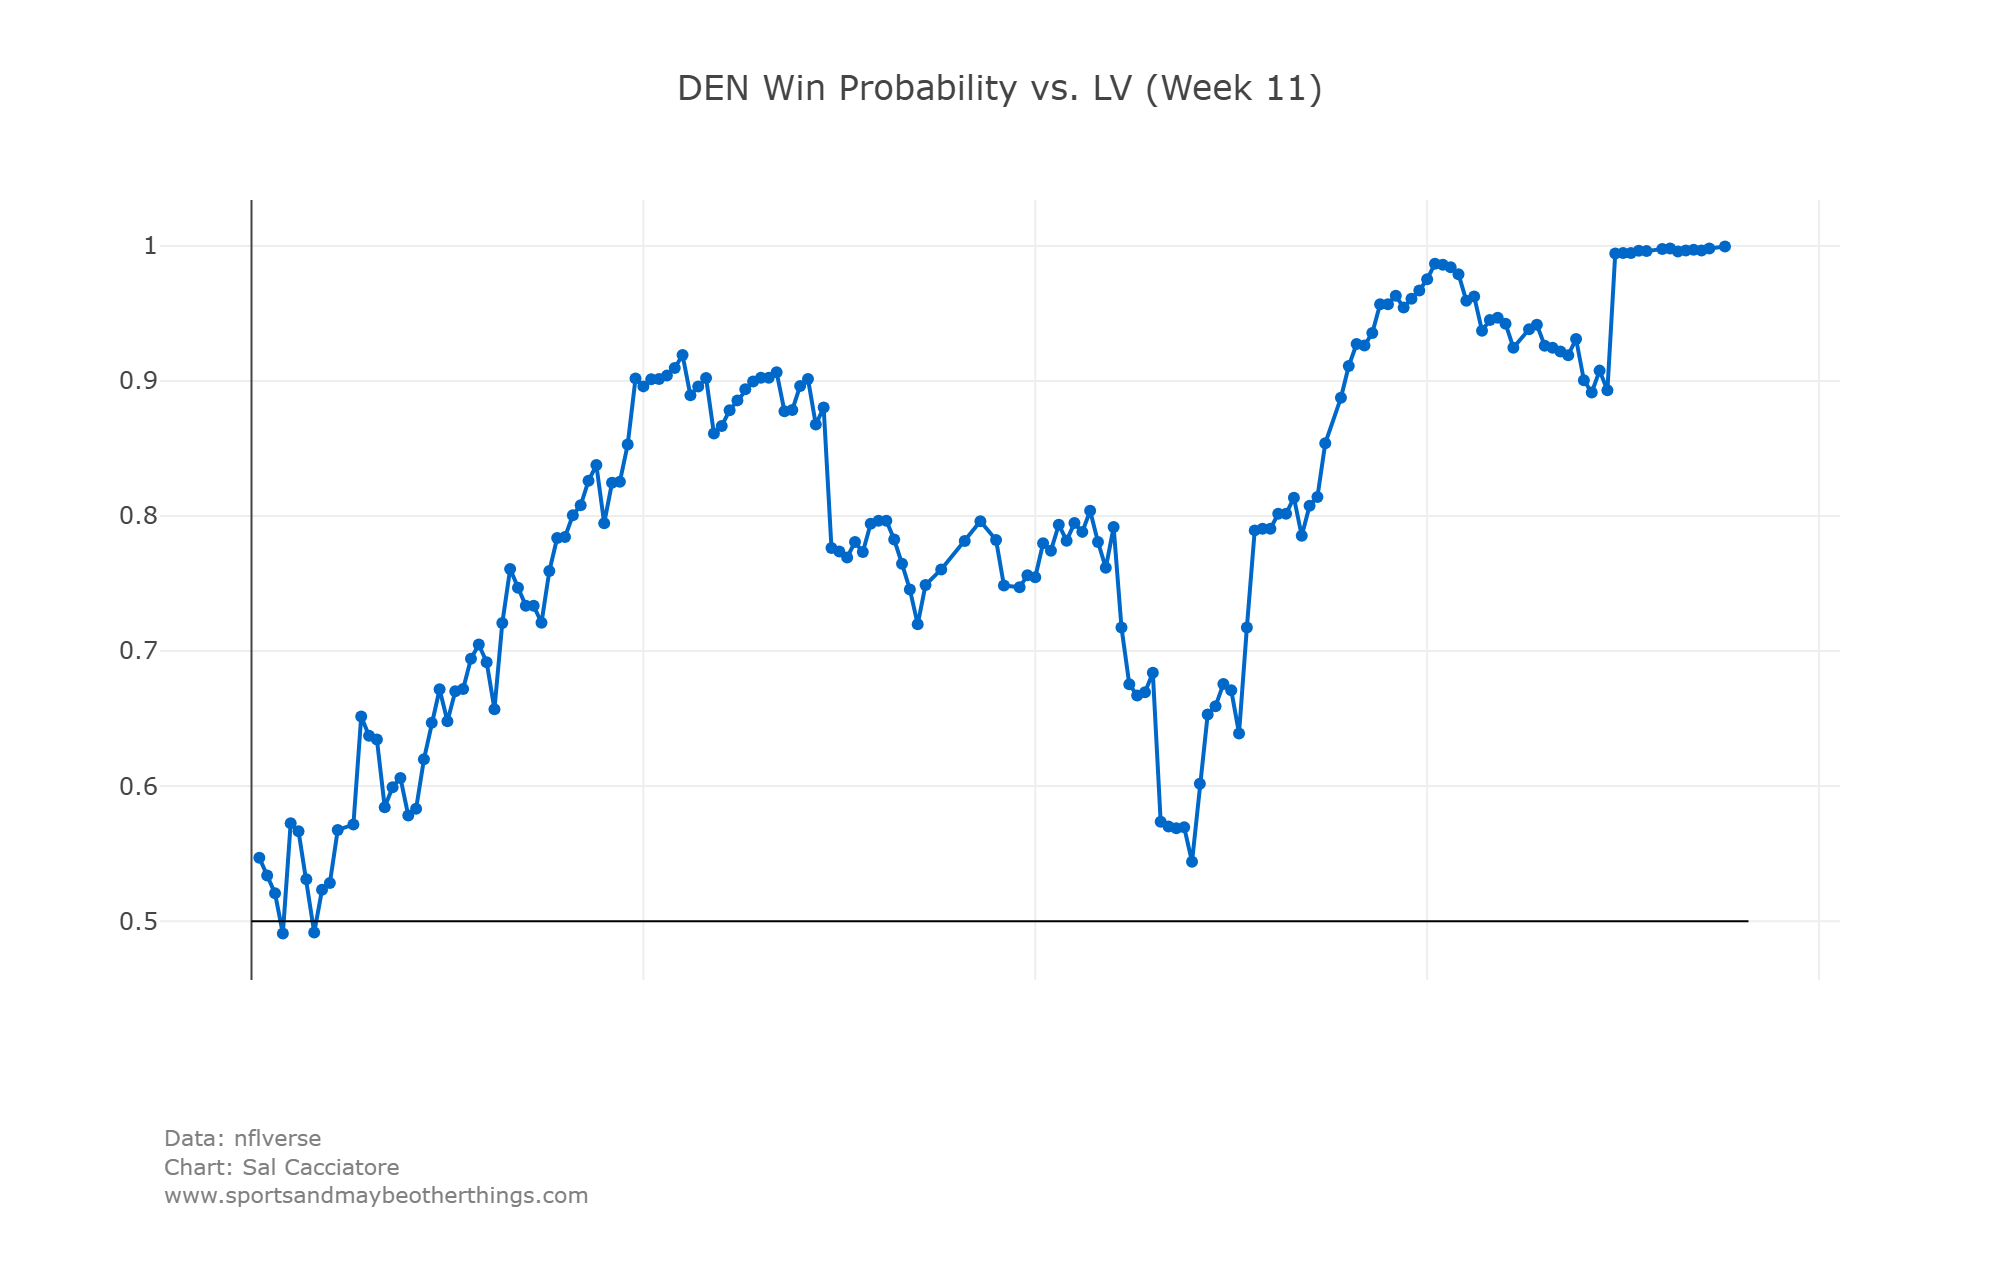 DEN Win Probability vs. LV (Week 11)
1
0.9
0.8
0.7
0.6
0.5
Data: nflverse
Chart: Sal Cacciatore
www.sportsandmaybeotherthings.com